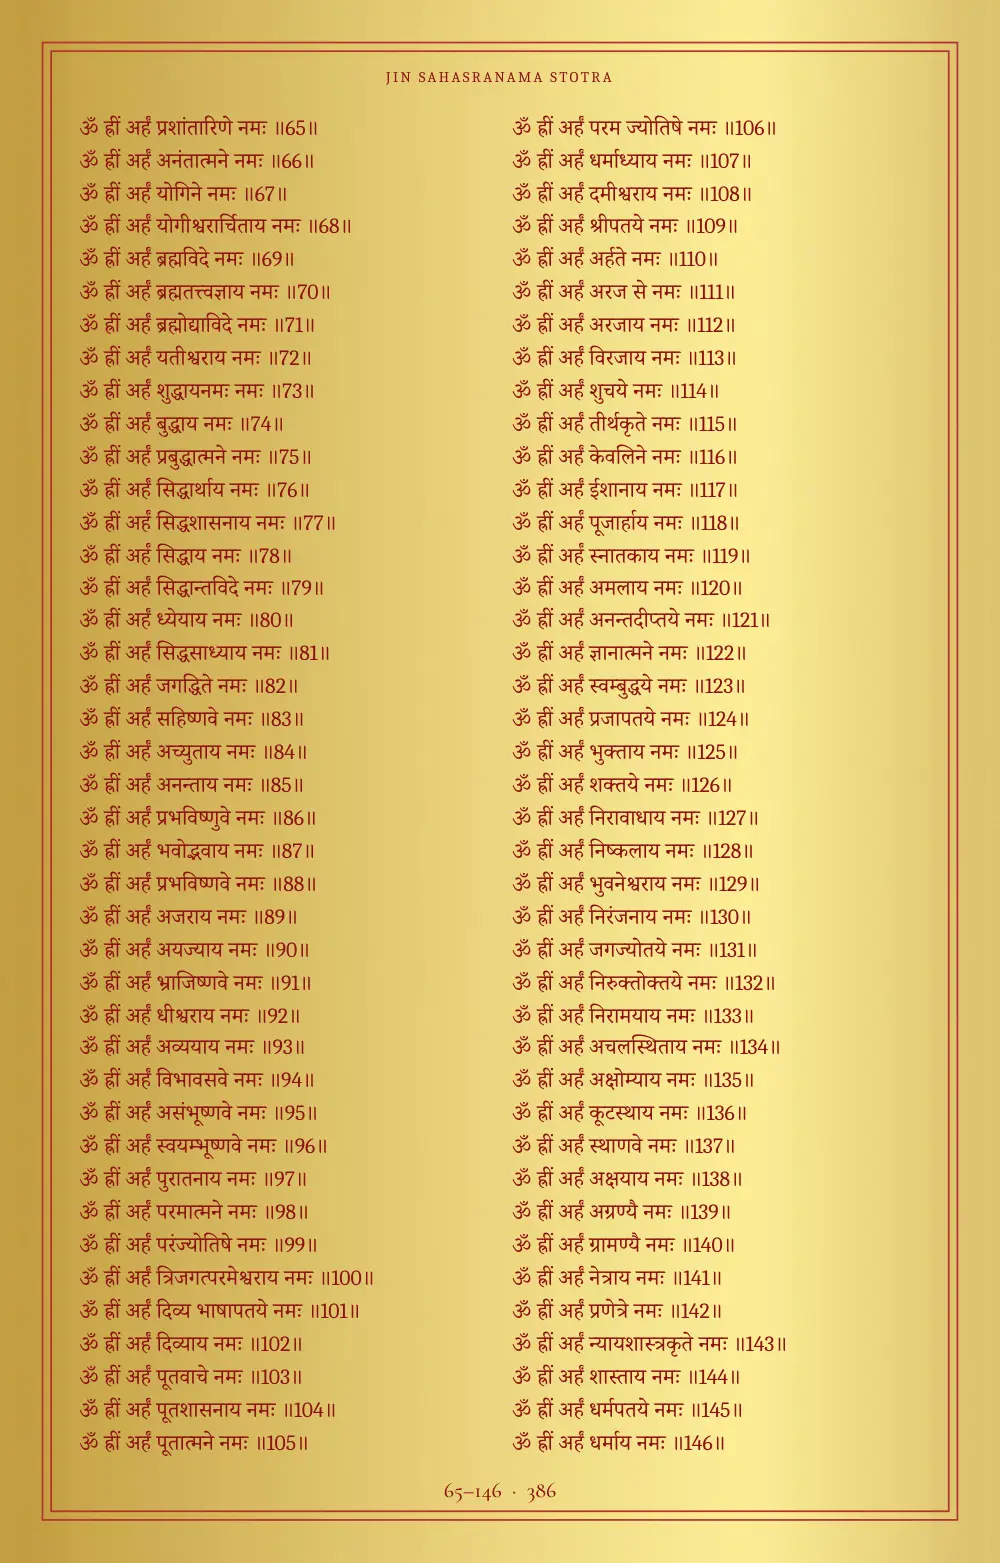 JIN SAHASRANAMA STOTRA
ॐ ह्रीं अर्हं प्रशांतारिणे नमः ॥65॥
ॐ ह्रीं अर्हं अनंतात्मने नमः ॥66॥
ॐ ह्रीं अर्हं योगिने नमः ॥67॥
ॐ ह्रीं अर्हं योगीश्वरार्चिताय नमः ॥68॥
ॐ ह्रीं अर्हं ब्रह्मविदे नमः ॥69॥
ॐ ह्रीं अर्हं ब्रह्मतत्त्वज्ञाय नमः ॥70॥
ॐ ह्रीं अर्हं ब्रह्मोद्याविदे नमः ॥71॥
ॐ ह्रीं अर्हं यतीश्वराय नमः ॥72॥
ॐ ह्रीं अर्हं शुद्धायनमः नमः ॥73॥
ॐ ह्रीं अर्हं बुद्धाय नमः ॥74॥
ॐ ह्रीं अर्हं प्रबुद्धात्मने नमः ॥75॥
ॐ ह्रीं अर्हं सिद्धार्थाय नमः ॥76॥
ॐ ह्रीं अर्हं सिद्धशासनाय नमः ॥77॥
ॐ ह्रीं अर्हं सिद्धाय नमः ॥78॥
ॐ ह्रीं अर्हं सिद्धान्तविदे नमः ॥79॥
ॐ ह्रीं अर्हं ध्येयाय नमः ॥80॥
ॐ ह्रीं अर्हं सिद्धसाध्याय नमः ॥81॥
ॐ ह्रीं अर्हं जगद्धिते नमः ॥82॥
ॐ ह्रीं अर्हं सहिष्णवे नमः ॥83॥
ॐ ह्रीं अर्हं अच्युताय नमः ॥84॥
ॐ ह्रीं अर्हं अनन्ताय नमः ॥85॥
ॐ ह्रीं अर्हं प्रभविष्णुवे नमः ॥86॥
ॐ ह्रीं अर्हं भवोद्भवाय नमः ॥87॥
ॐ ह्रीं अर्हं प्रभविष्णवे नमः ॥88॥
ॐ ह्रीं अर्हं अजराय नमः ॥89॥
ॐ ह्रीं अर्हं अयज्याय नमः ॥90॥
ॐ ह्रीं अर्हं भ्राजिष्णवे नमः ॥91॥
ॐ ह्रीं अर्हं धीश्वराय नमः ॥92॥
ॐ ह्रीं अर्हं अव्ययाय नमः ॥93॥
ॐ ह्रीं अर्हं विभावसवे नमः ॥94॥
ॐ ह्रीं अर्हं असंभूष्णवे नमः ॥95॥
ॐ ह्रीं अर्हं स्वयम्भूष्णवे नमः ॥96॥
ॐ ह्रीं अर्हं पुरातनाय नमः ॥97॥
ॐ ह्रीं अर्हं परमात्मने नमः ॥98॥
ॐ ह्रीं अर्हं परंज्योतिषे नमः ॥99॥
ॐ ह्रीं अर्हं त्रिजगत्परमेश्वराय नमः ॥100॥
ॐ ह्रीं अर्हं दिव्य भाषापतये नमः ॥101॥
ॐ ह्रीं अर्हं दिव्याय नमः ॥102॥
ॐ ह्रीं अर्हं पूतवाचे नमः ॥103॥
ॐ ह्रीं अर्हं पूतशासनाय नमः ॥104॥
ॐ ह्रीं अर्हं पूतात्मने नमः ॥105॥
ॐ ह्रीं अर्हं परम ज्योतिषे नमः ॥106॥
ॐ ह्रीं अर्हं धर्माध्याय नमः ॥107॥
ॐ ह्रीं अर्हं दमीश्वराय नमः ॥108॥
ॐ ह्रीं अर्हं श्रीपतये नमः ॥109॥
ॐ ह्रीं अर्हं अर्हते नमः ॥110॥
ॐ ह्रीं अर्हं अरज से नमः ॥111॥
ॐ ह्रीं अर्हं अरजाय नमः ॥112॥
ॐ ह्रीं अर्हं विरजाय नमः ॥113॥
ॐ ह्रीं अर्हं शुचये नमः ॥114॥
ॐ ह्रीं अर्हं तीर्थकृते नमः ॥115॥
ॐ ह्रीं अर्हं केवलिने नमः ॥116॥
ॐ ह्रीं अर्हं ईशानाय नमः ॥117॥
ॐ ह्रीं अर्हं पूजार्हाय नमः ॥118॥
ॐ ह्रीं अर्हं स्नातकाय नमः ॥119॥
ॐ ह्रीं अर्हं अमलाय नमः ॥120॥
ॐ ह्रीं अर्हं अनन्तदीप्तये नमः ॥121॥
ॐ ह्रीं अर्हं ज्ञानात्मने नमः ॥122॥
ॐ ह्रीं अर्हं स्वम्बुद्धये नमः ॥123॥
ॐ ह्रीं अर्हं प्रजापतये नमः ॥124॥
ॐ ह्रीं अर्हं भुक्ताय नमः ॥125॥
ॐ ह्रीं अर्हं शक्तये नमः ॥126॥
ॐ ह्रीं अर्हं निरावाधाय नमः ॥127॥
ॐ ह्रीं अर्हं निष्कलाय नमः ॥128॥
ॐ ह्रीं अर्हं भुवनेश्वराय नमः ॥129॥
ॐ ह्रीं अर्हं निरंजनाय नमः ॥130॥
ॐ ह्रीं अर्हं जगज्योतये नमः ॥131॥
ॐ ह्रीं अर्हं निरुक्तोक्तये नमः ॥132॥
ॐ ह्रीं अर्हं निरामयाय नमः ॥133॥
ॐ ह्रीं अर्हं अचलस्थिताय नमः ॥134॥
ॐ ह्रीं अर्हं अक्षोम्याय नमः ॥135॥
ॐ ह्रीं अर्हं कूटस्थाय नमः ॥136॥
ॐ ह्रीं अर्हं स्थाणवे नमः ॥137॥
ॐ ह्रीं अर्हं अक्षयाय नमः ॥138॥
ॐ ह्रीं अर्हं अग्रण्यै नमः ॥139॥
ॐ ह्रीं अर्हं ग्रामण्यै नमः ॥140॥
ॐ ह्रीं अर्हं नेत्राय नमः ॥141॥
ॐ ह्रीं अर्हं प्रणेत्रे नमः ॥142॥
ॐ ह्रीं अर्हं न्यायशास्त्रकृते नमः ॥143॥
ॐ ह्रीं अर्हं शास्ताय नमः ॥144॥
ॐ ह्रीं अर्हं धर्मपतये नमः ॥145॥
ॐ ह्रीं अर्हं धर्माय नमः ॥146॥
65–146 · 386